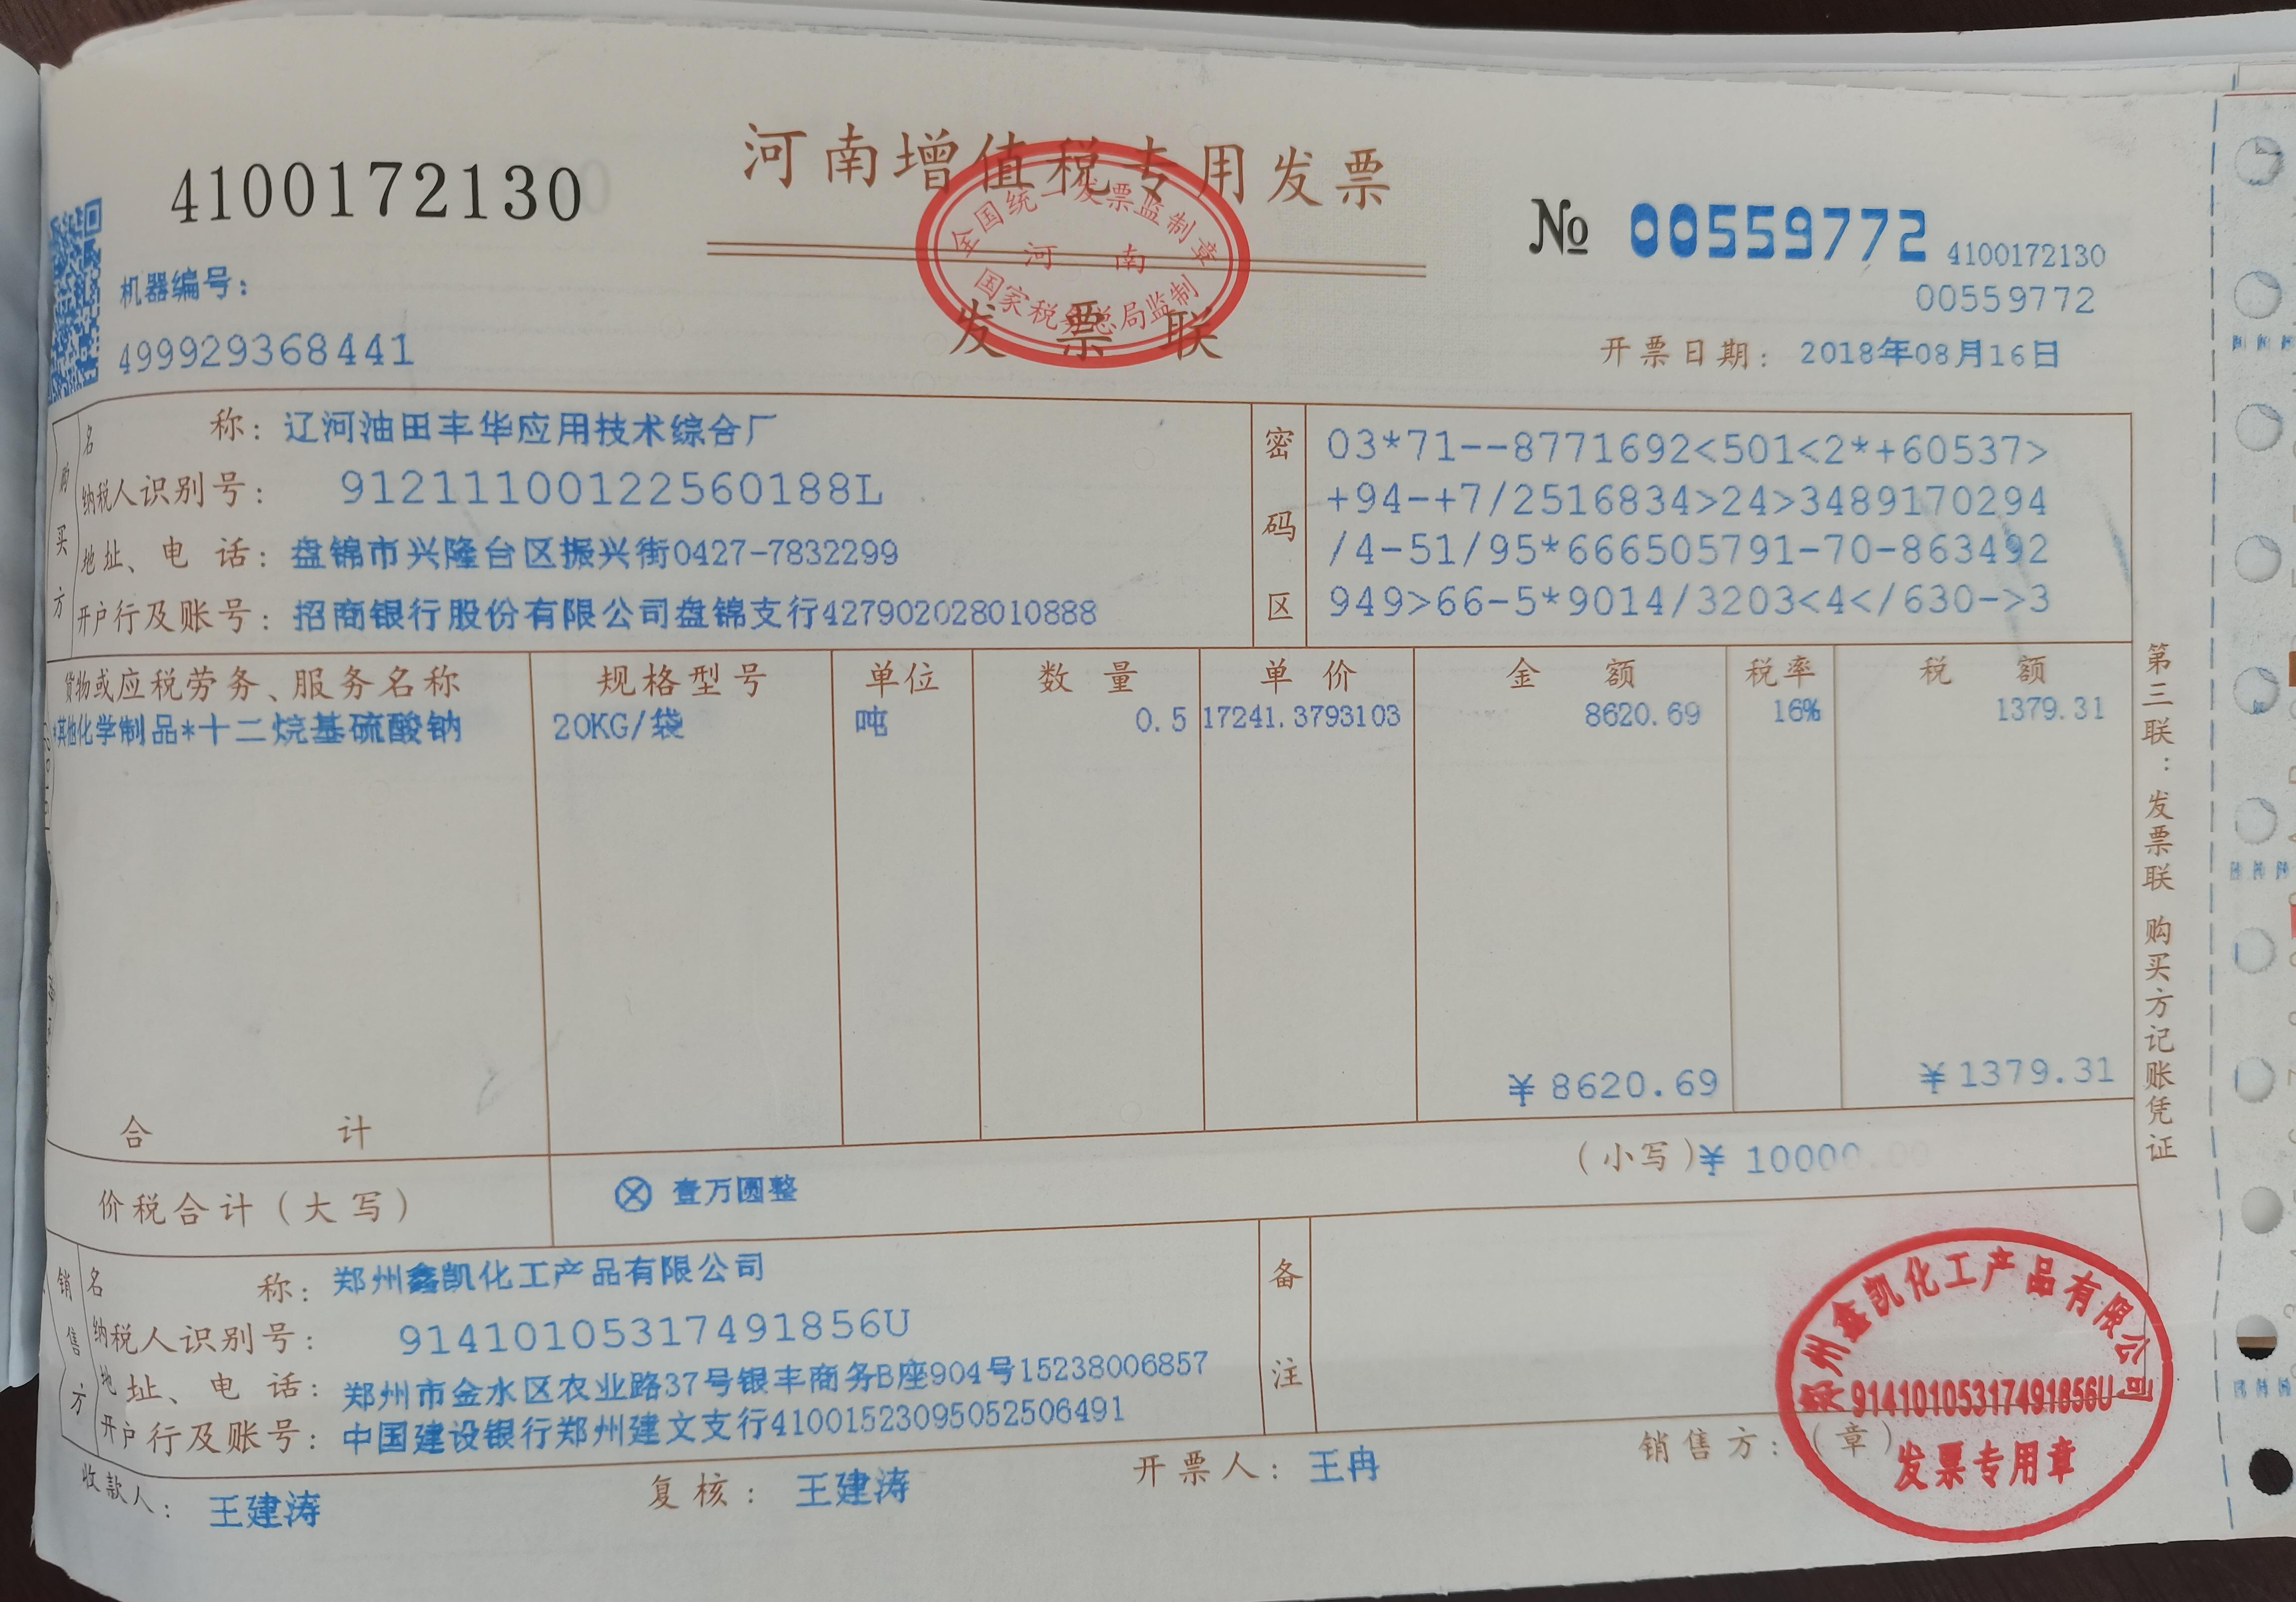 河南增值税专用发票
4100172130
全国统一发票监制章
河 南
国家税务总局监制
发 票 联
№ 00559772 4100172130
00559772
机器编号:
499929368441
开票日期: 2018年08月16日
购买方
名 称: 辽河油田丰华应用技术综合厂
纳税人识别号: 91211100122560188L
地址、电 话: 盘锦市兴隆台区振兴街0427-7832299
开户行及账号: 招商银行股份有限公司盘锦支行427902028010888
密码区
03*71--8771692<501<2*+60537>
+94-+7/2516834>24>3489170294
/4-51/95*666505791-70-863492
949>66-5*9014/3203<4</630->3
货物或应税劳务、服务名称 规格型号 单位 数 量 单 价 金 额 税率 税 额
*其他化学制品*十二烷基硫酸钠 20KG/袋 吨 0.5 17241.3793103 8620.69 16% 1379.31
合 计 ¥8620.69 ¥1379.31
价税合计(大写) ⊗ 壹万圆整 (小写)¥10000.00
销售方
名 称: 郑州鑫凯化工产品有限公司
纳税人识别号: 91410105317491856U
地址、电 话: 郑州市金水区农业路37号银丰商务B座904号15238006857
开户行及账号: 中国建设银行郑州建文支行41001523095052506491
备注
收款人: 王建涛 复核: 王建涛 开票人: 王冉 销售方:(章)
郑州鑫凯化工产品有限公司
91410105317491856U
发票专用章
第三联:发票联 购买方记账凭证